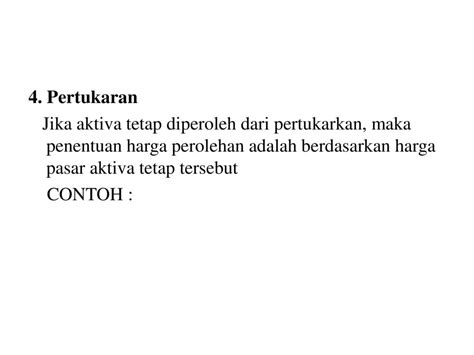 4. Pertukaran
Jika aktiva tetap diperoleh dari pertukarkan, maka
penentuan harga perolehan adalah berdasarkan harga
pasar aktiva tetap tersebut
CONTOH :